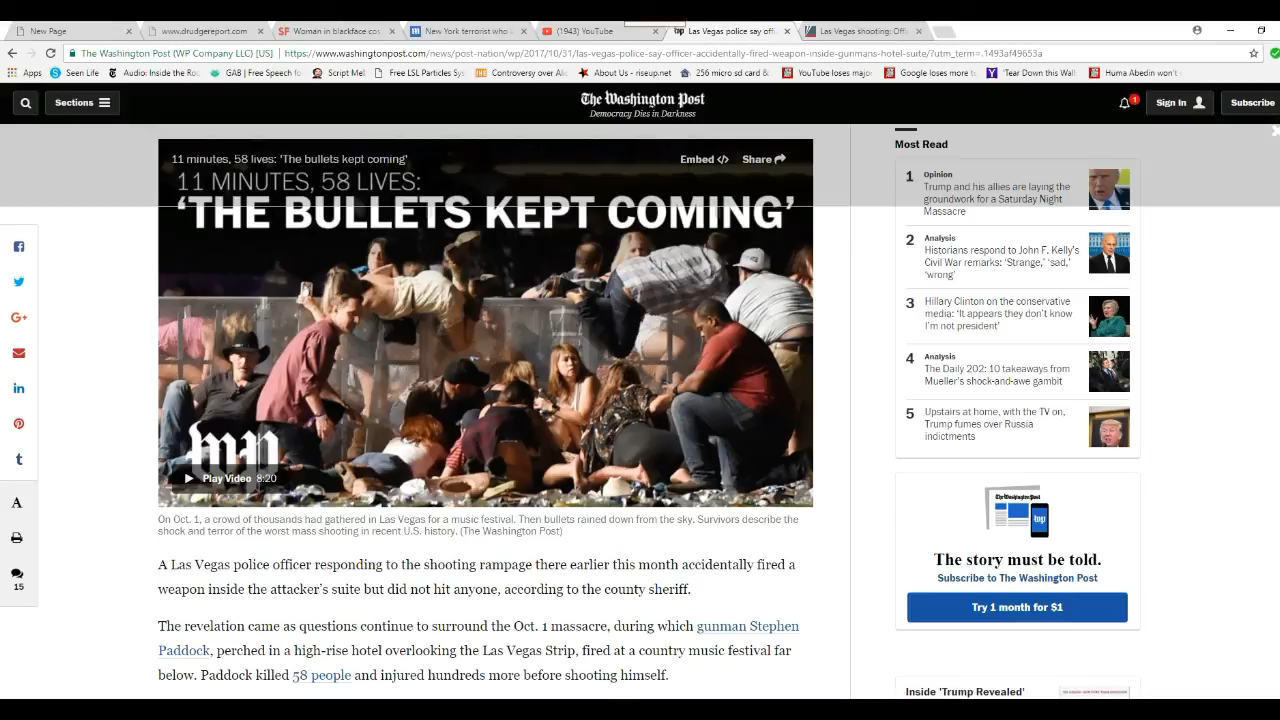 New Page
www.drudgereport.com
Woman in blackface cos
New York terrorist who
(1943) YouTube
Las Vegas police say offi
Las Vegas shooting: Offi
The Washington Post (WP Company LLC) [US]
https://www.washingtonpost.com/news/post-nation/wp/2017/10/31/las-vegas-police-say-officer-accidentally-fired-weapon-inside-gunmans-hotel-suite/?utm_term=.1493af49653a
Apps
Seen Life
Audio: Inside the Roc
GAB | Free Speech fo
Script Mel
Free LSL Particles Sys
Controversy over Ali
About Us - riseup.net
256 micro sd card &
YouTube loses major
Google loses more t
'Tear Down this Wall
Huma Abedin won't
Sections
The Washington Post
Democracy Dies in Darkness
1
Sign In
Subscribe
11 minutes, 58 lives: 'The bullets kept coming'
Embed </>
Share
11 MINUTES, 58 LIVES:
'THE BULLETS KEPT COMING'
Play Video 8:20
On Oct. 1, a crowd of thousands had gathered in Las Vegas for a music festival. Then bullets rained down from the sky. Survivors describe the
shock and terror of the worst mass shooting in recent U.S. history. (The Washington Post)
A Las Vegas police officer responding to the shooting rampage there earlier this month accidentally fired a
weapon inside the attacker's suite but did not hit anyone, according to the county sheriff.
The revelation came as questions continue to surround the Oct. 1 massacre, during which gunman Stephen
Paddock, perched in a high-rise hotel overlooking the Las Vegas Strip, fired at a country music festival far
below. Paddock killed 58 people and injured hundreds more before shooting himself.
A
15
Most Read
1
Opinion
Trump and his allies are laying the
groundwork for a Saturday Night
Massacre
2
Analysis
Historians respond to John F. Kelly's
Civil War remarks: 'Strange,' 'sad,'
'wrong'
3
Hillary Clinton on the conservative
media: 'It appears they don't know
I'm not president'
4
Analysis
The Daily 202: 10 takeaways from
Mueller's shock-and-awe gambit
5
Upstairs at home, with the TV on,
Trump fumes over Russia
indictments
The Washington Post
wp
The story must be told.
Subscribe to The Washington Post
Try 1 month for $1
Inside 'Trump Revealed'